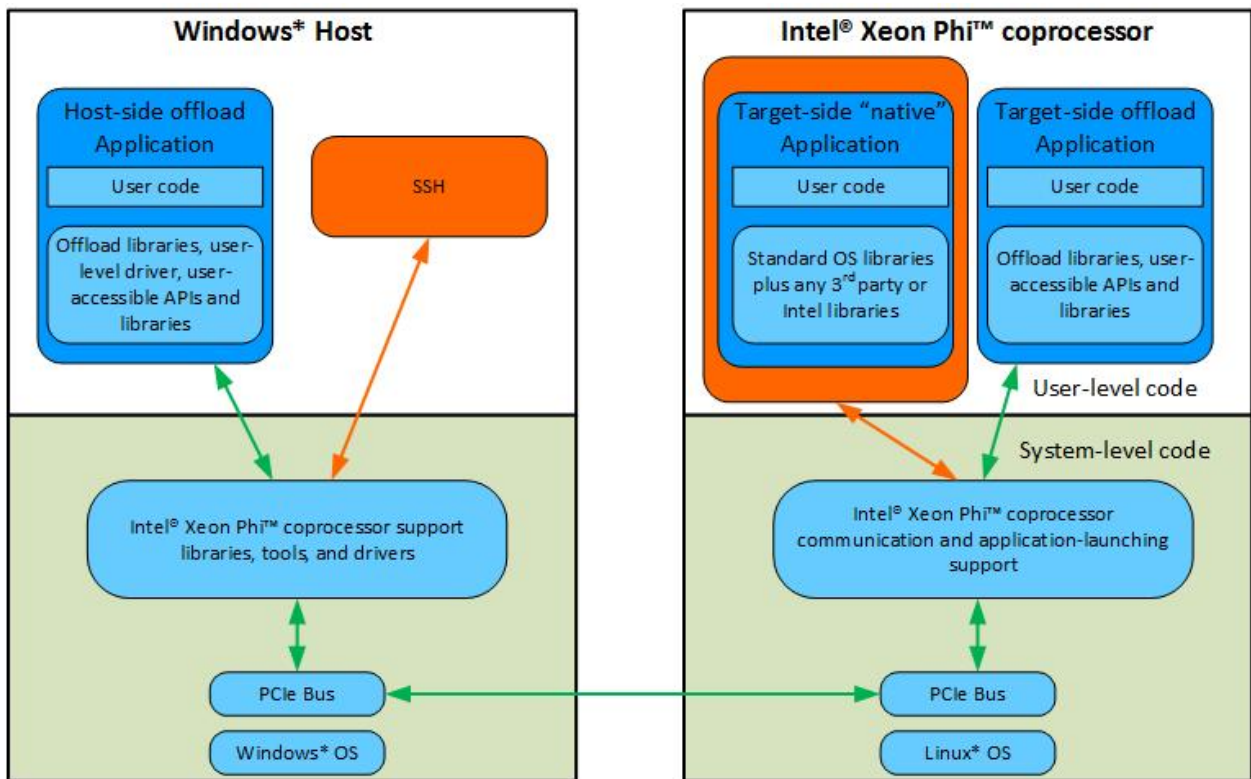 Windows* Host
Host-side offload
Application
User code
Offload libraries, user-
level driver, user-
accessible APIs and
libraries
SSH
Intel® Xeon Phi™ coprocessor support
libraries, tools, and drivers
PCIe Bus
Windows* OS
Intel® Xeon Phi™ coprocessor
Target-side “native”
Application
User code
Standard OS libraries
plus any 3rd party or
Intel libraries
Target-side offload
Application
User code
Offload libraries, user-
accessible APIs and
libraries
User-level code
System-level code
Intel® Xeon Phi™ coprocessor
communication and application-launching
support
PCIe Bus
Linux* OS